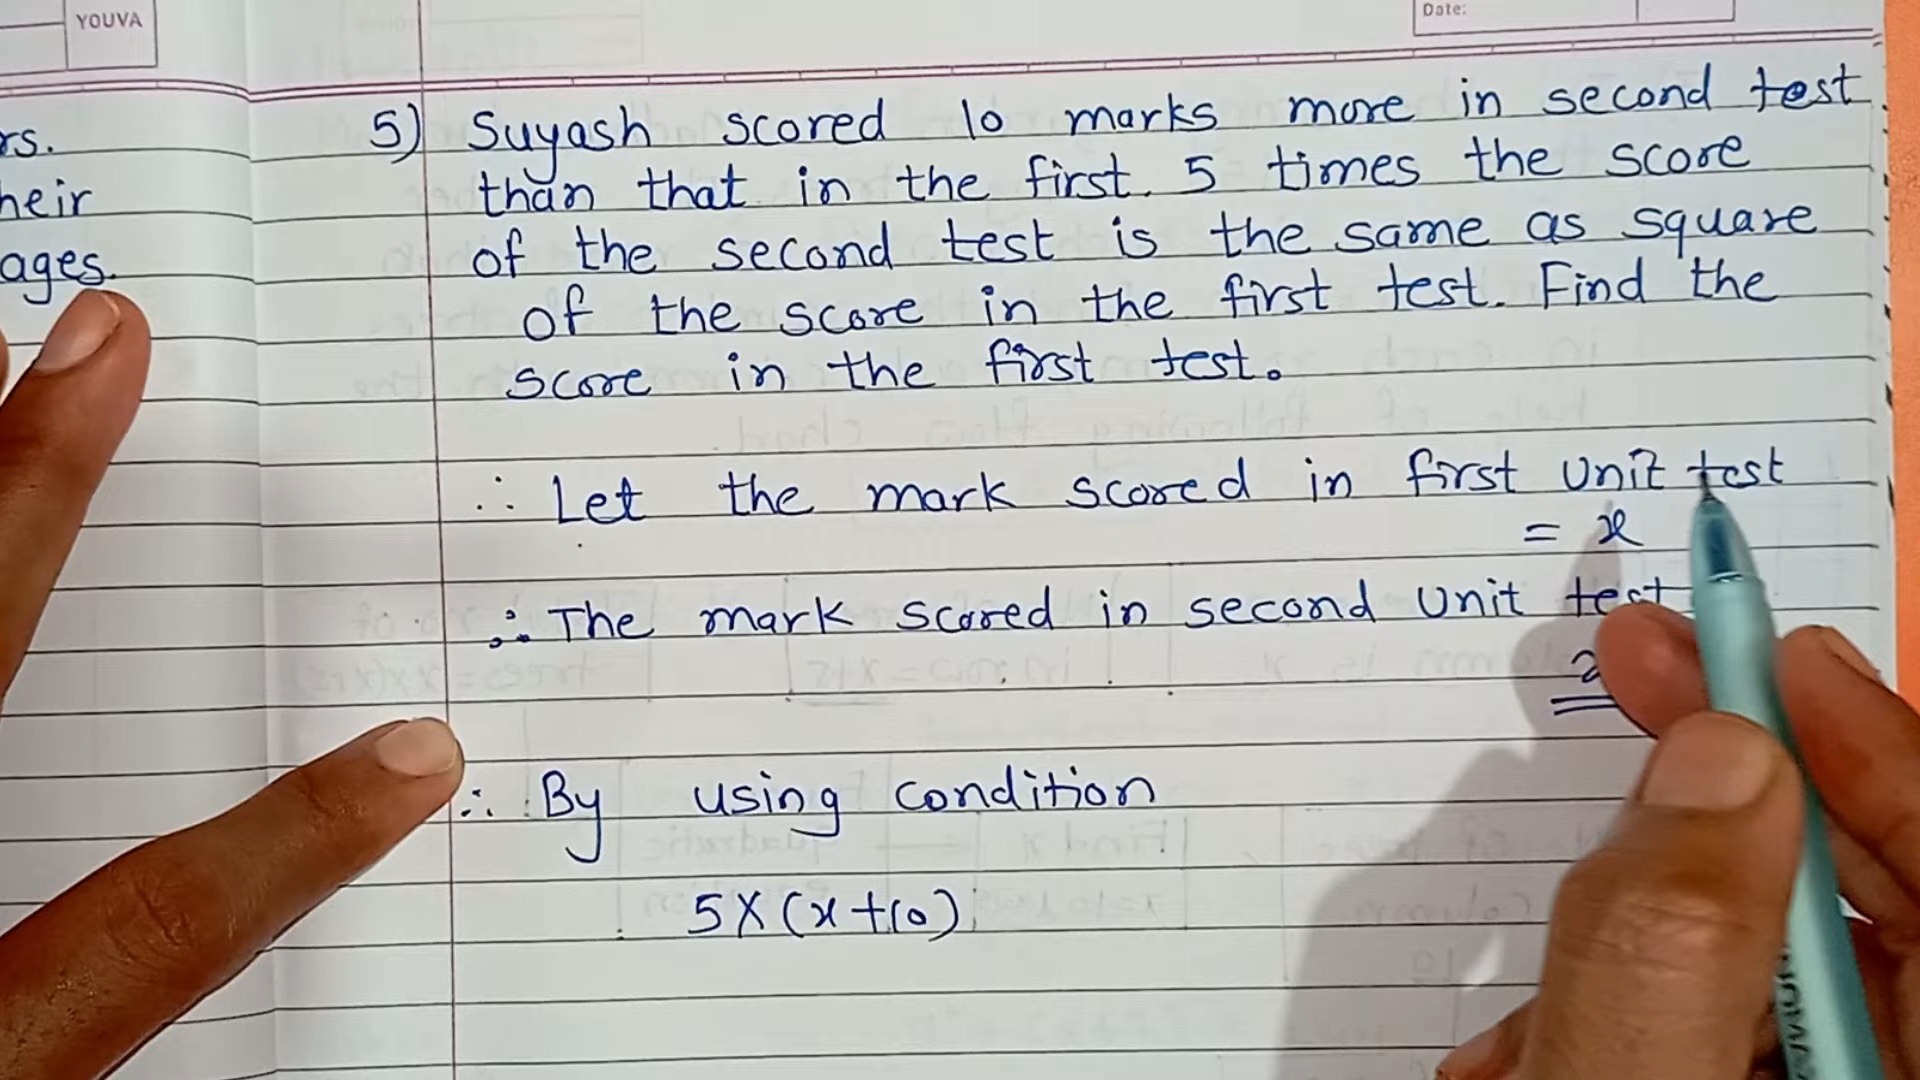 YOUVA
Date:
rs.
heir
ages.
5) Suyash scored 10 marks more in second test
than that in the first. 5 times the score
of the second test is the same as square
of the score in the first test. Find the
score in the first test.
∴ Let the mark scored in first Unit test
= x
∴ The mark scored in second Unit test
∴ By using condition
5X(x+10)